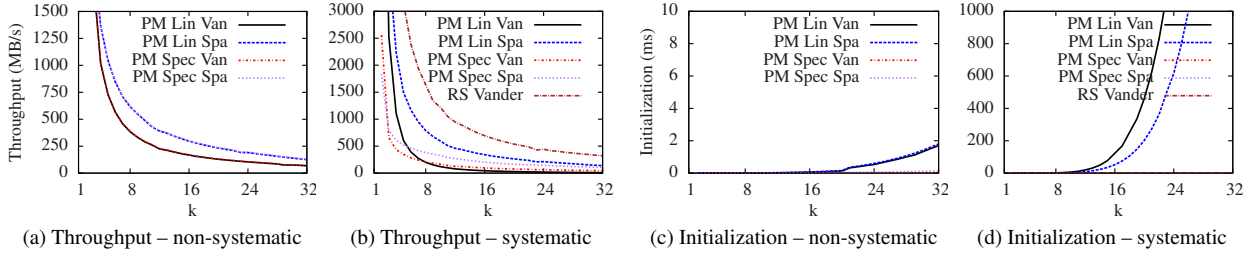 Throughput (MB/s)
1500
1250
1000
750
500
250
0
PM Lin Van
PM Lin Spa
PM Spec Van
PM Spec Spa
1 8 16 24 32
k
(a) Throughput – non-systematic
3000
2500
2000
1500
1000
500
0
PM Lin Van
PM Lin Spa
PM Spec Van
PM Spec Spa
RS Vander
1 8 16 24 32
k
(b) Throughput – systematic
Initialization (ms)
10
8
6
4
2
0
PM Lin Van
PM Lin Spa
PM Spec Van
PM Spec Spa
1 8 16 24 32
k
(c) Initialization – non-systematic
1000
800
600
400
200
0
PM Lin Van
PM Lin Spa
PM Spec Van
PM Spec Spa
RS Vander
1 8 16 24 32
k
(d) Initialization – systematic